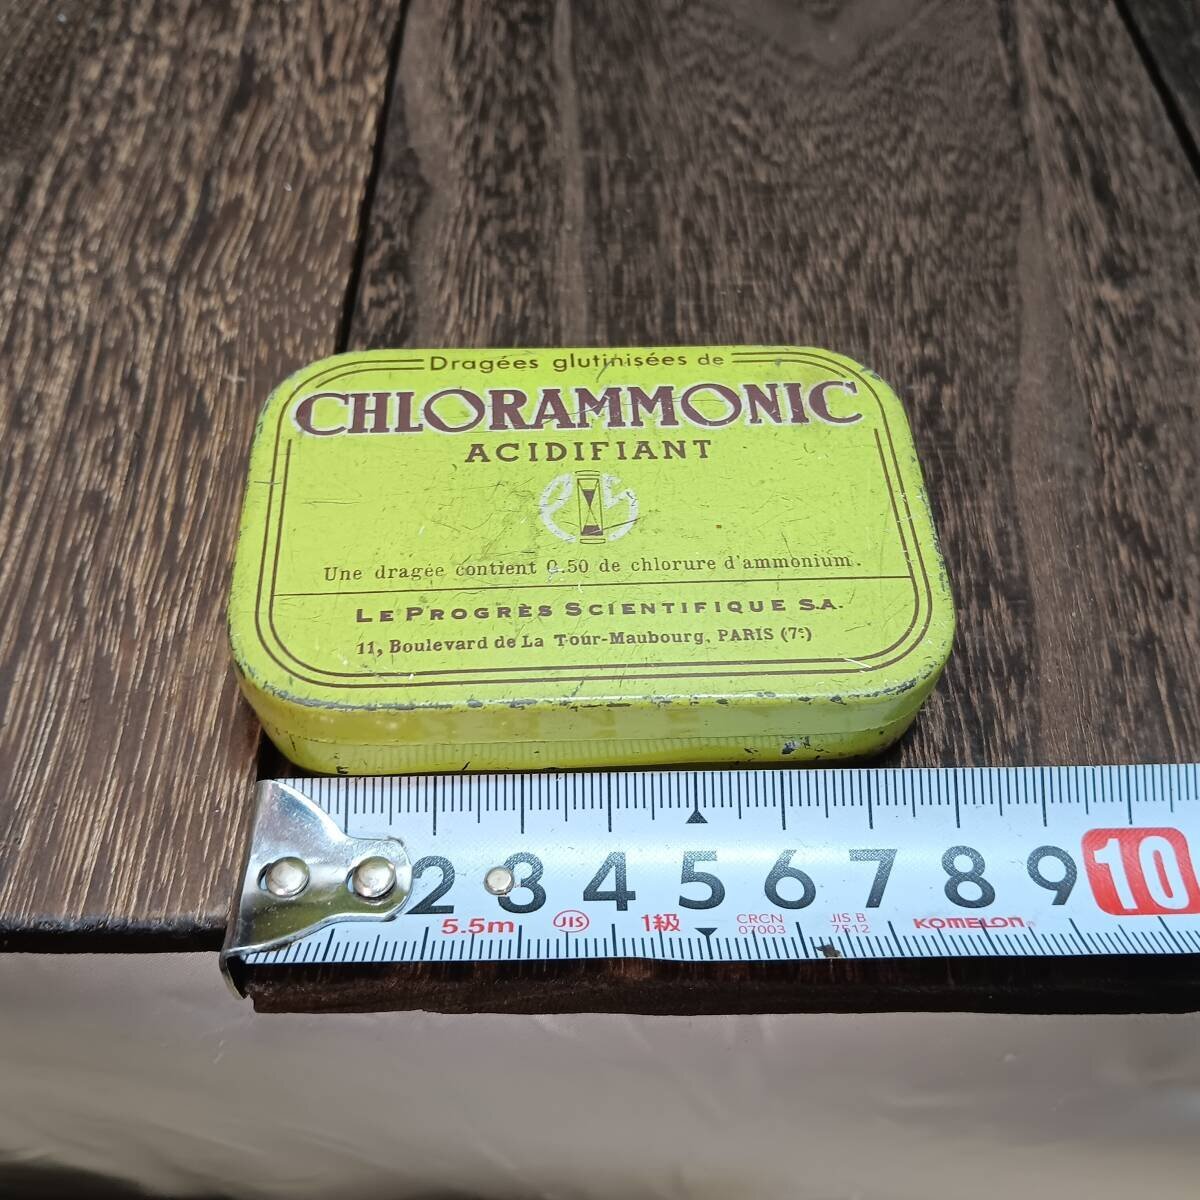 Dragées glutinisées de
CHLORAMMONIC
ACIDIFIANT
PS
Une dragée contient 0.50 de chlorure d'ammonium.
LE PROGRÈS SCIENTIFIQUE S.A.
11, Boulevard de La Tour-Maubourg, PARIS (7e)
2 3 4 5 6 7 8 9 10
5.5m JIS 1級 CRCN 07003 JIS B 7512 KOMELON